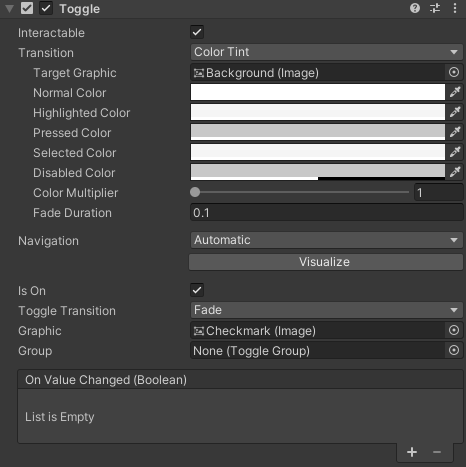 Toggle
Interactable
Transition Color Tint
Target Graphic Background (Image)
Normal Color
Highlighted Color
Pressed Color
Selected Color
Disabled Color
Color Multiplier 1
Fade Duration 0.1
Navigation Automatic
Visualize
Is On
Toggle Transition Fade
Graphic Checkmark (Image)
Group None (Toggle Group)
On Value Changed (Boolean)
List is Empty